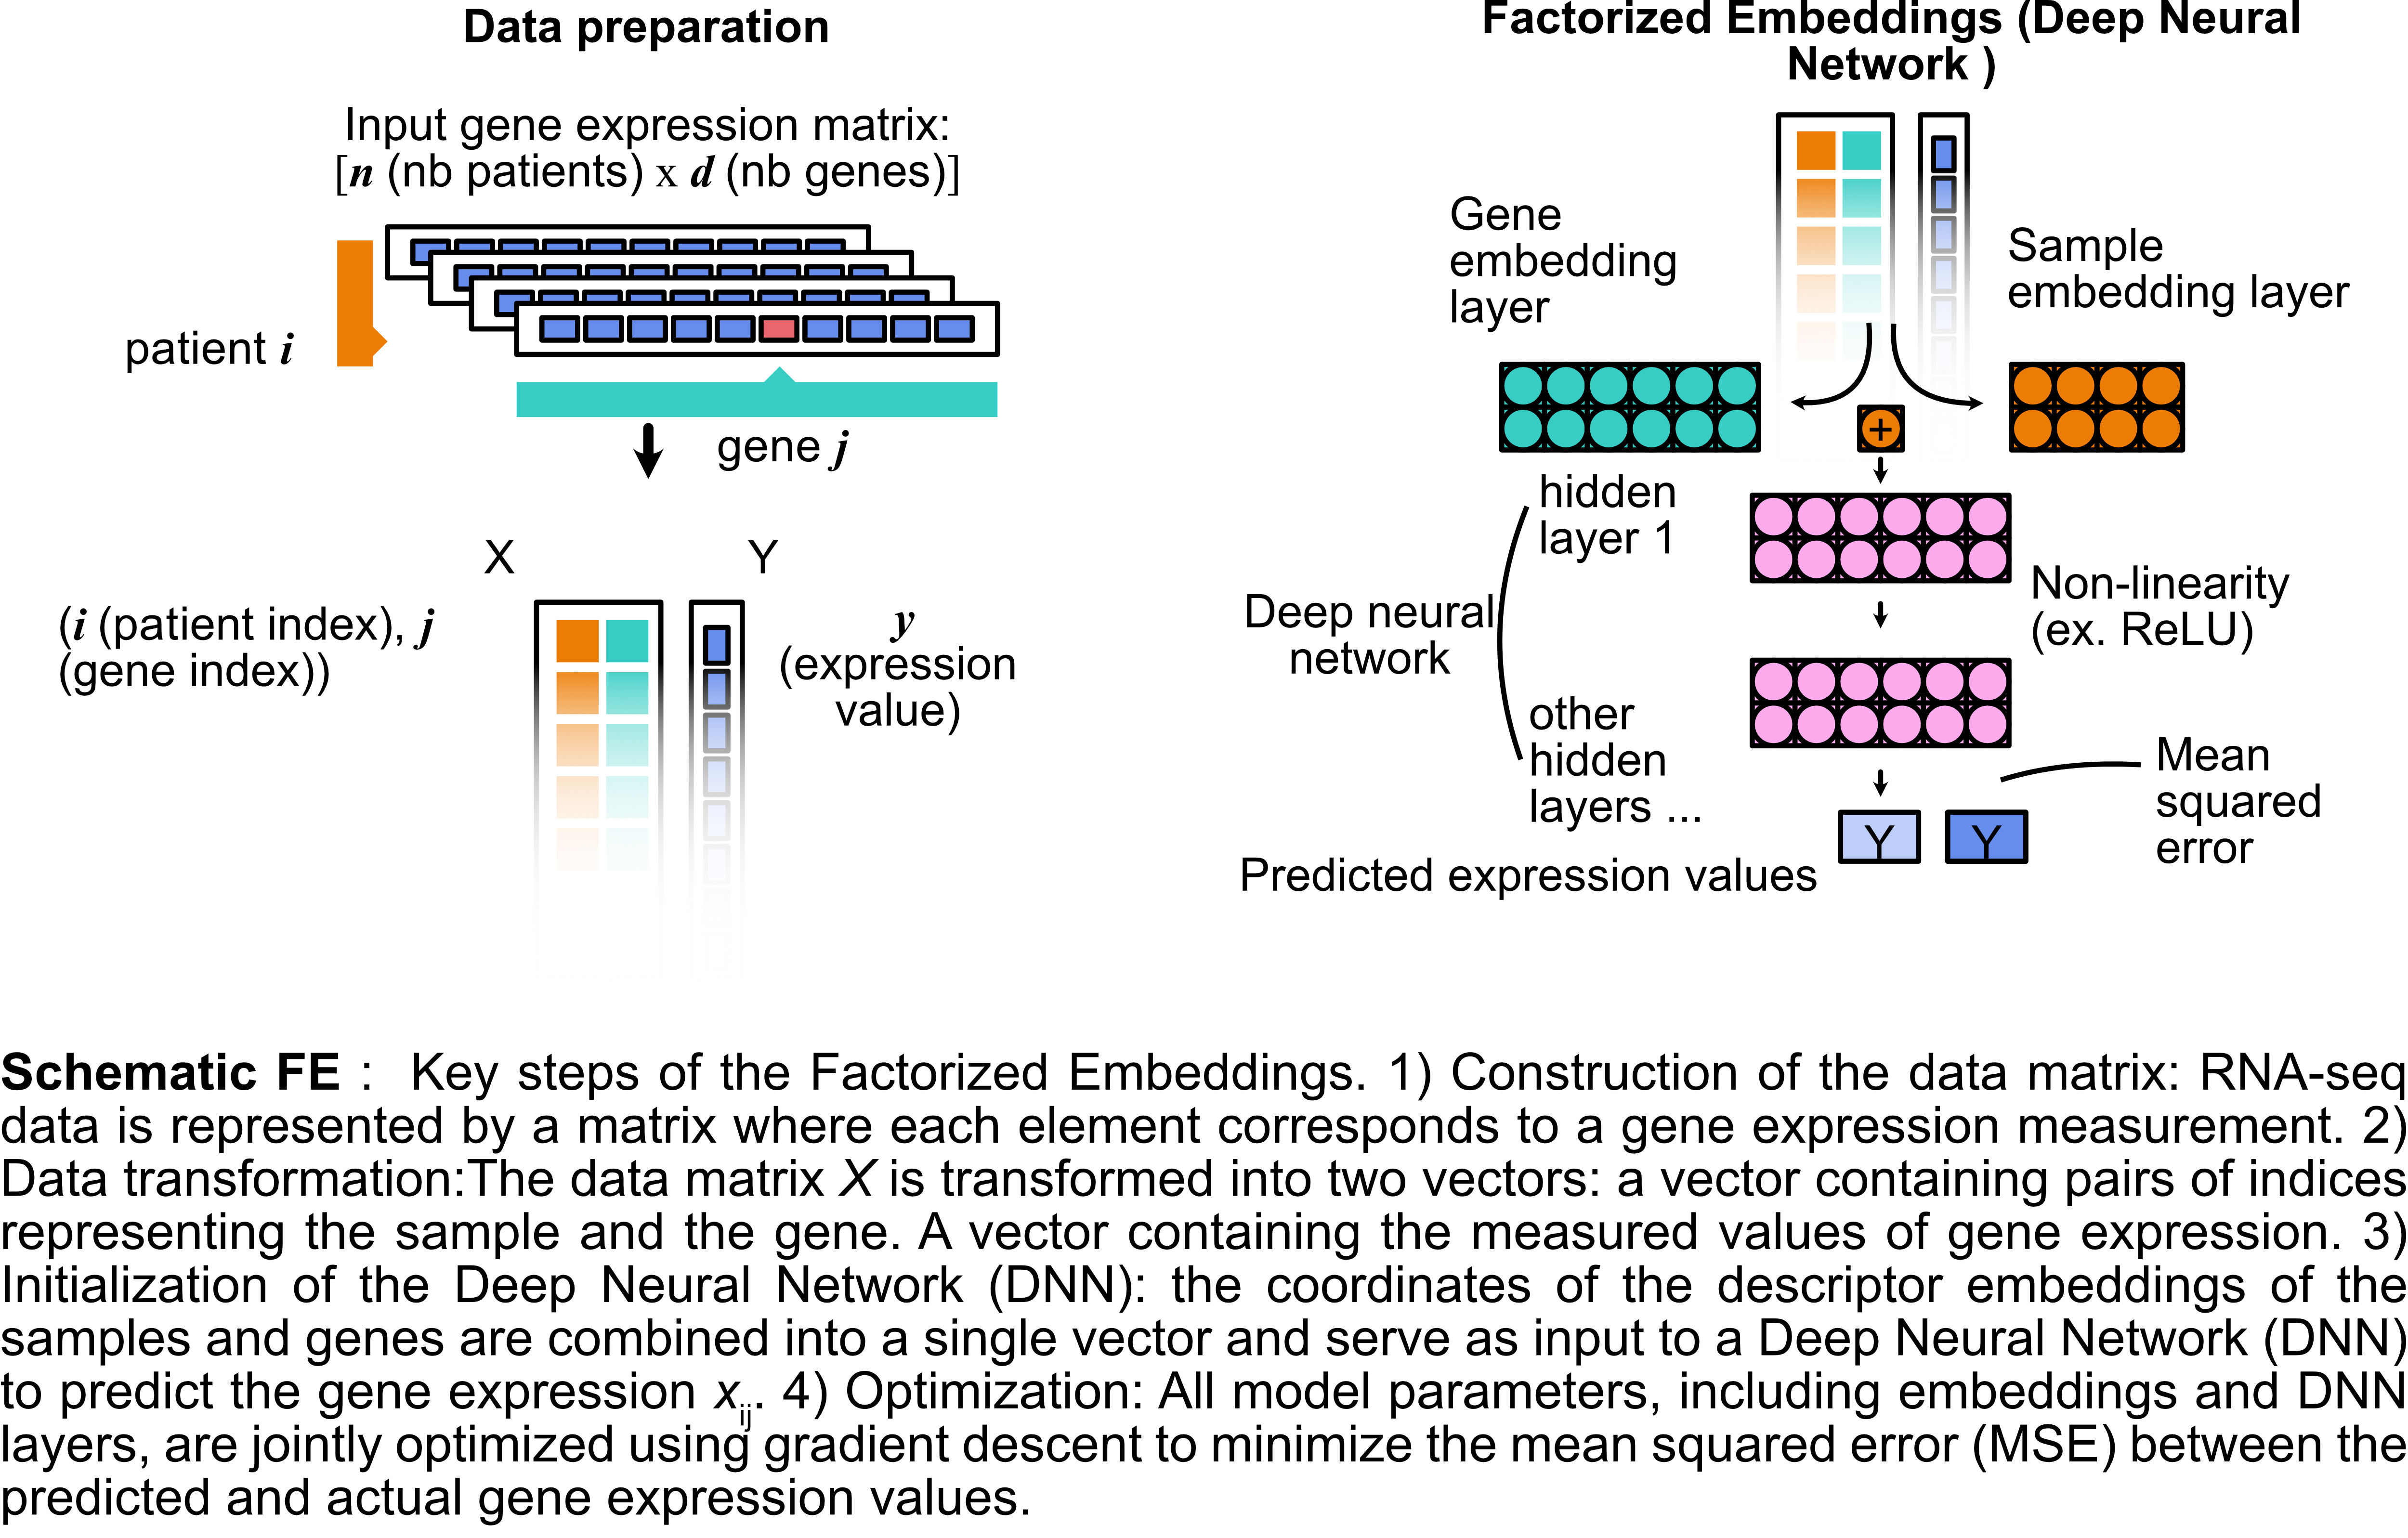 Data preparation
Input gene expression matrix:
[n (nb patients) x d (nb genes)]
patient i
gene j
X
Y
(i (patient index), j
(gene index))
y
(expression
value)
Factorized Embeddings (Deep Neural
Network )
Gene
embedding
layer
Sample
embedding layer
+
hidden
layer 1
Deep neural
network
Non-linearity
(ex. ReLU)
other
hidden
layers ...
Mean
squared
error
Y
Y
Predicted expression values
Schematic FE : Key steps of the Factorized Embeddings. 1) Construction of the data matrix: RNA-seq
data is represented by a matrix where each element corresponds to a gene expression measurement. 2)
Data transformation:The data matrix X is transformed into two vectors: a vector containing pairs of indices
representing the sample and the gene. A vector containing the measured values of gene expression. 3)
Initialization of the Deep Neural Network (DNN): the coordinates of the descriptor embeddings of the
samples and genes are combined into a single vector and serve as input to a Deep Neural Network (DNN)
to predict the gene expression xij. 4) Optimization: All model parameters, including embeddings and DNN
layers, are jointly optimized using gradient descent to minimize the mean squared error (MSE) between the
predicted and actual gene expression values.